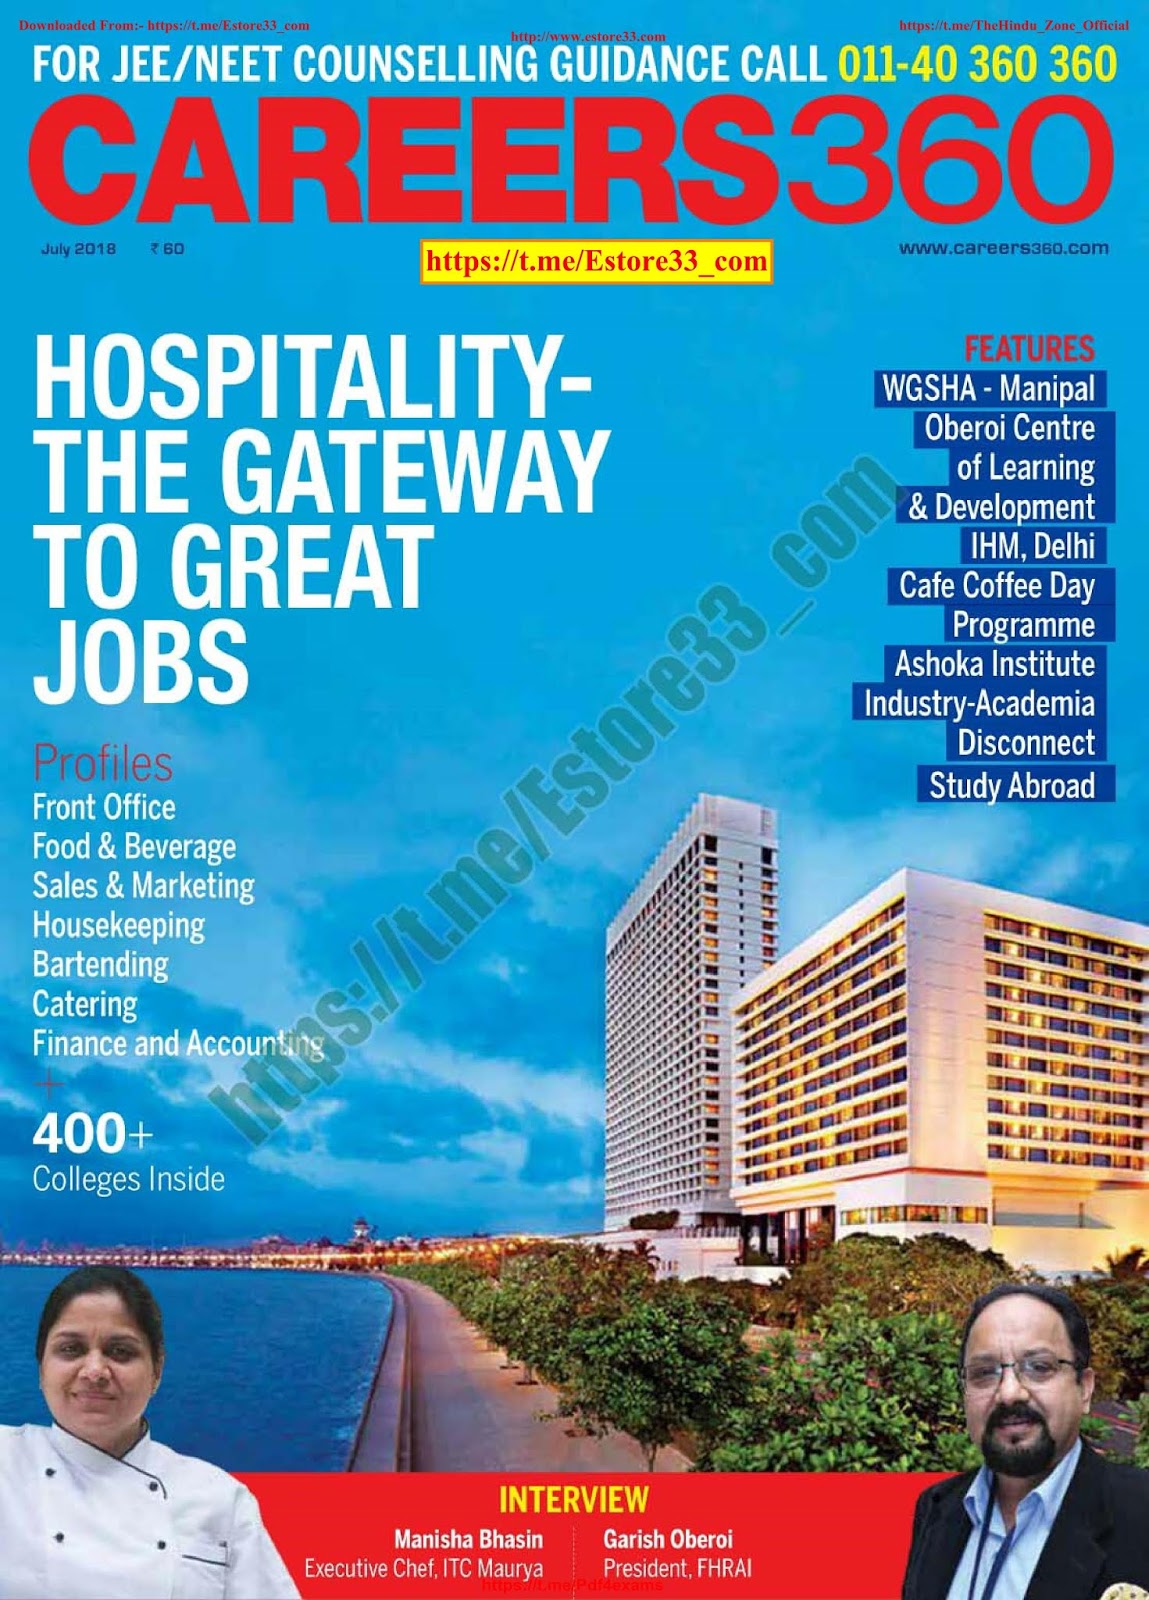 Downloaded From:- https://t.me/Estore33_com
https://t.me/TheHindu_Zone_Official
http://www.estore33.com
FOR JEE/NEET COUNSELLING GUIDANCE CALL 011-40 360 360
CAREERS360
July 2018 ₹ 60
www.careers360.com
https://t.me/Estore33_com
HOSPITALITY-
THE GATEWAY
TO GREAT
JOBS
Profiles
Front Office
Food & Beverage
Sales & Marketing
Housekeeping
Bartending
Catering
Finance and Accounting
+
400+
Colleges Inside
FEATURES
WGSHA - Manipal
Oberoi Centre
of Learning
& Development
IHM, Delhi
Cafe Coffee Day
Programme
Ashoka Institute
Industry-Academia
Disconnect
Study Abroad
https://t.me/Estore33_com
INTERVIEW
Manisha Bhasin
Executive Chef, ITC Maurya
Garish Oberoi
President, FHRAI
https://t.me/Pdf4exams